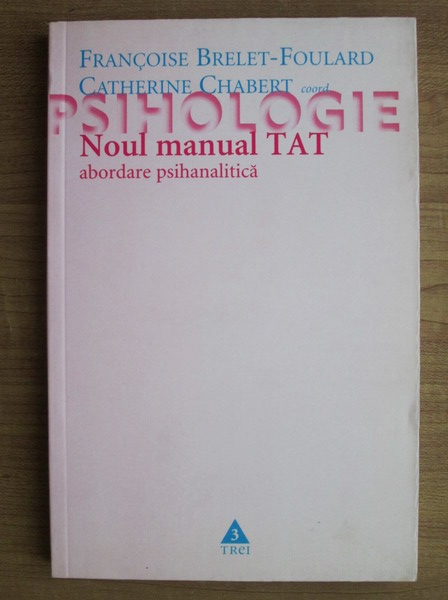 FRANÇOISE BRELET-FOULARD
CATHERINE CHABERT coord.
PSIHOLOGIE
Noul manual TAT
abordare psihanalitică
3
TREI